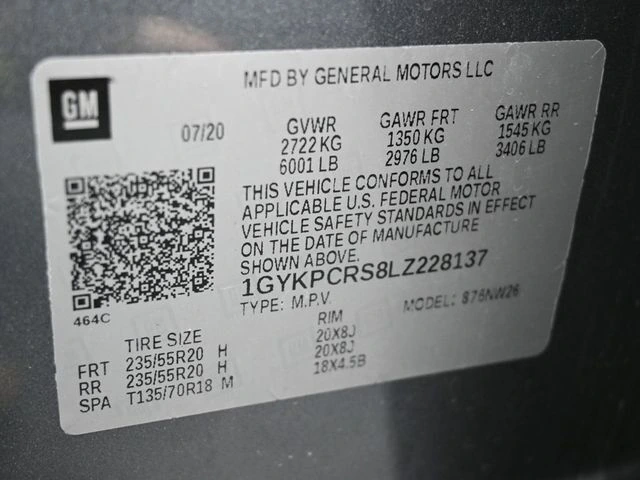 GM
MFD BY GENERAL MOTORS LLC
07/20 GVWR GAWR FRT GAWR RR
2722 KG 1350 KG 1545 KG
6001 LB 2976 LB 3406 LB
THIS VEHICLE CONFORMS TO ALL
APPLICABLE U.S. FEDERAL MOTOR
VEHICLE SAFETY STANDARDS IN EFFECT
ON THE DATE OF MANUFACTURE
SHOWN ABOVE.
1GYKPCRS8LZ228137
464C
TYPE: M.P.V. MODEL:
TIRE SIZE RIM
FRT 235/55R20 H 20X8J
RR 235/55R20 H 20X8J
SPA T135/70R18 M 18X4.5B